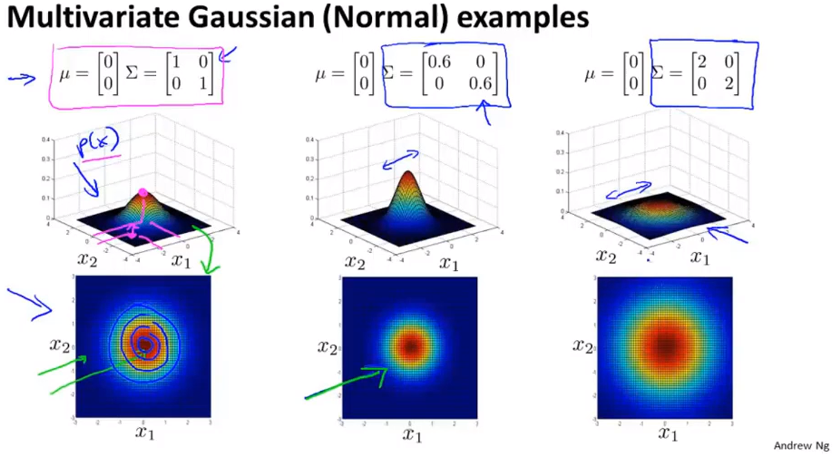 Multivariate Gaussian (Normal) examples
μ = [0 0] Σ = [1 0 0 1]
μ = [0 0] Σ = [0.6 0 0 0.6]
μ = [0 0] Σ = [2 0 0 2]
p(x)
x₂ x₁
x₂ x₁
x₂ x₁
x₂
x₂
x₂
x₁
x₁
x₁
Andrew Ng